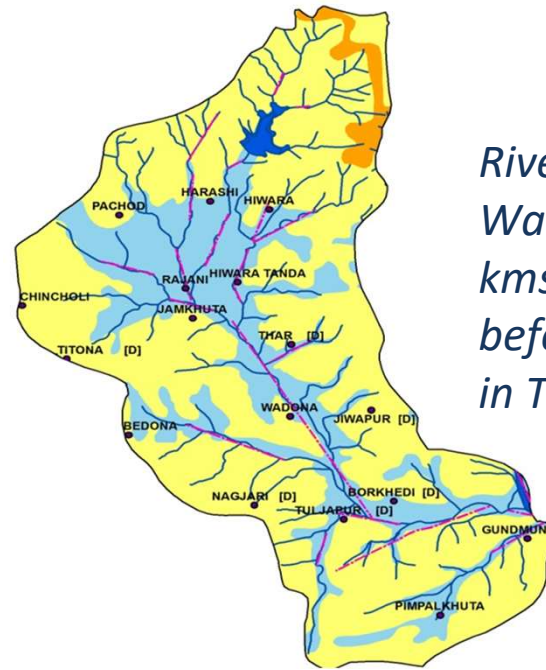 HARASHI
HIWARA
PACHOD
RAJANI
HIWARA TANDA
CHINCHOLI
JAMKHUTA
THAR [D]
TITONA [D]
WADONA
JIWAPUR [D]
BEDONA
NAGJARI [D]
BORKHEDI [D]
TULJAPUR [D]
GUNDMUN
PIMPALKHUTA
Rive
Wa
kms
befo
in T